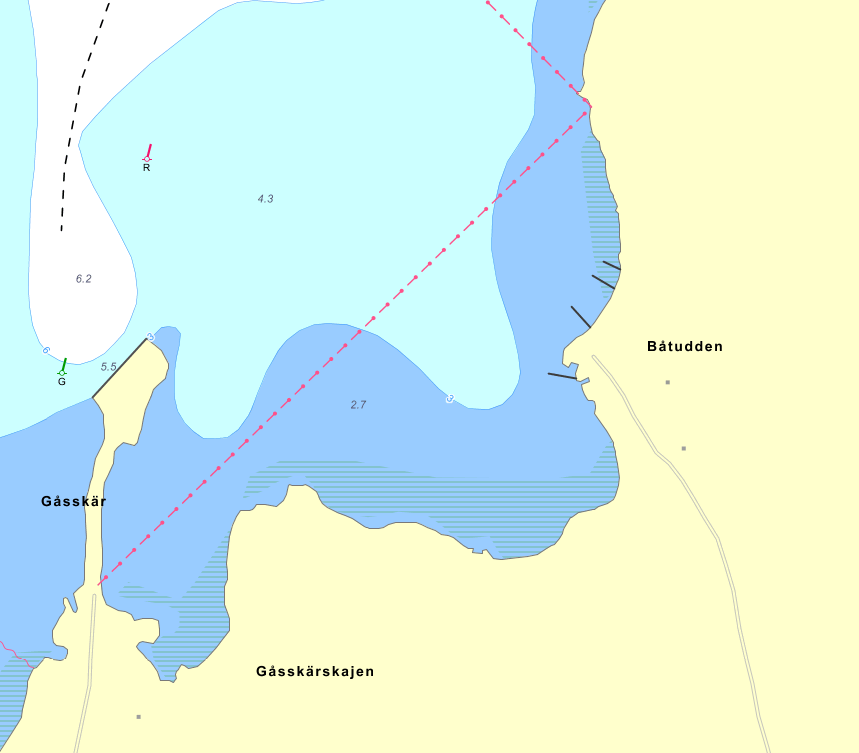 R
4.3
6.2
3
6
5.5
G
Båtudden
3
2.7
Gåsskär
Gåsskärskajen